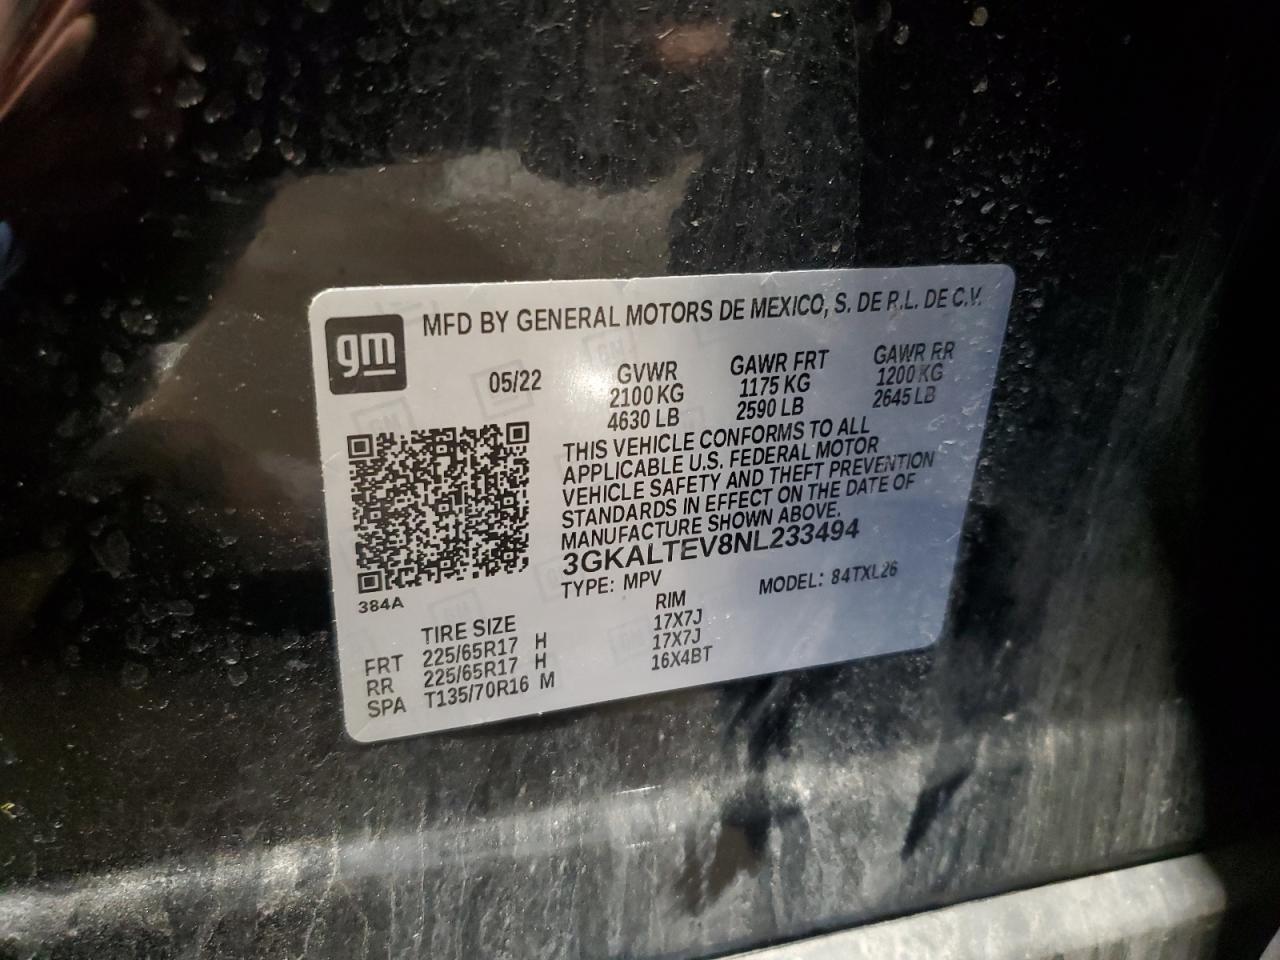 MFD BY GENERAL MOTORS DE MEXICO, S. DE R.L. DE C.V.
gm
05/22
GVWR
2100 KG
4630 LB
GAWR FRT
1175 KG
2590 LB
GAWR RR
1200 KG
2645 LB
THIS VEHICLE CONFORMS TO ALL
APPLICABLE U.S. FEDERAL MOTOR
VEHICLE SAFETY AND THEFT PREVENTION
STANDARDS IN EFFECT ON THE DATE OF
MANUFACTURE SHOWN ABOVE.
3GKALTEV8NL233494
TYPE: MPV
MODEL: 84TXL26
384A
TIRE SIZE
RIM
FRT 225/65R17 H 17X7J
RR 225/65R17 H 17X7J
SPA T135/70R16 M 16X4BT